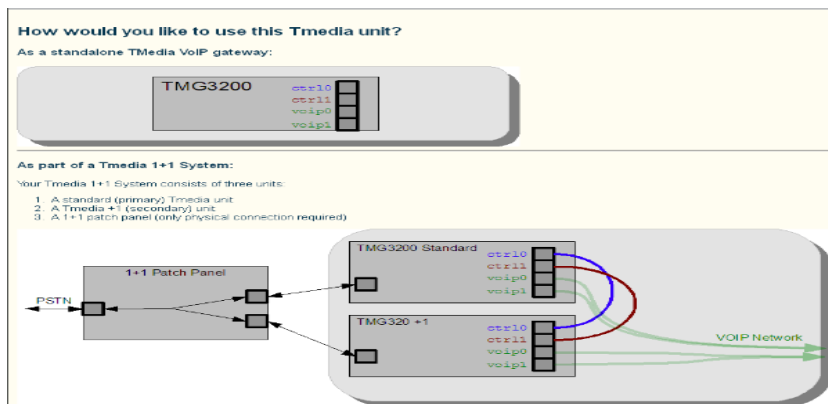 How would you like to use this Tmedia unit?
As a standalone TMedia VoIP gateway:
TMG3200
ctrl0
ctrl1
voip0
voip1
As part of a Tmedia 1+1 System:
Your Tmedia 1+1 System consists of three units:
1. A standard (primary) Tmedia unit
2. A Tmedia +1 (secondary) unit
3. A 1+1 patch panel (only physical connection required)
TMG3200 Standard
ctrl0
ctrl1
voip0
voip1
1+1 Patch Panel
PSTN
TMG320 +1
ctrl0
ctrl1
voip0
voip1
VOIP Network